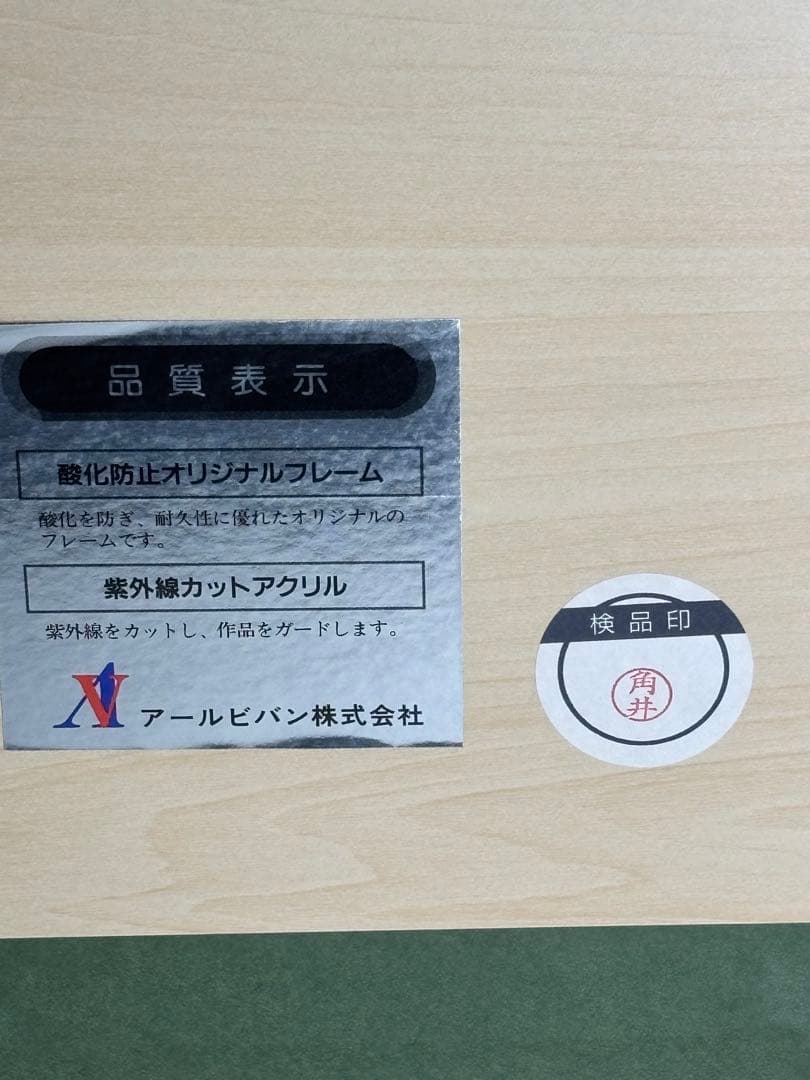 品質表示
酸化防止オリジナルフレーム
酸化を防ぎ、耐久性に優れたオリジナルの
フレームです。
紫外線カットアクリル
紫外線をカットし、作品をガードします。
AV アールビバン株式会社
検品印
角井